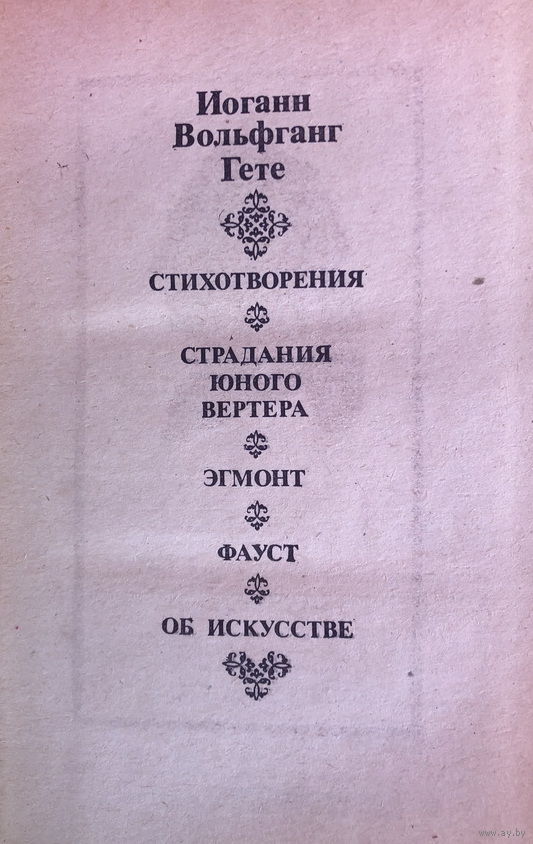 Иоганн
Вольфганг
Гете
СТИХОТВОРЕНИЯ
СТРАДАНИЯ
ЮНОГО
ВЕРТЕРА
ЭГМОНТ
ФАУСТ
ОБ ИСКУССТВЕ
www.ay.by